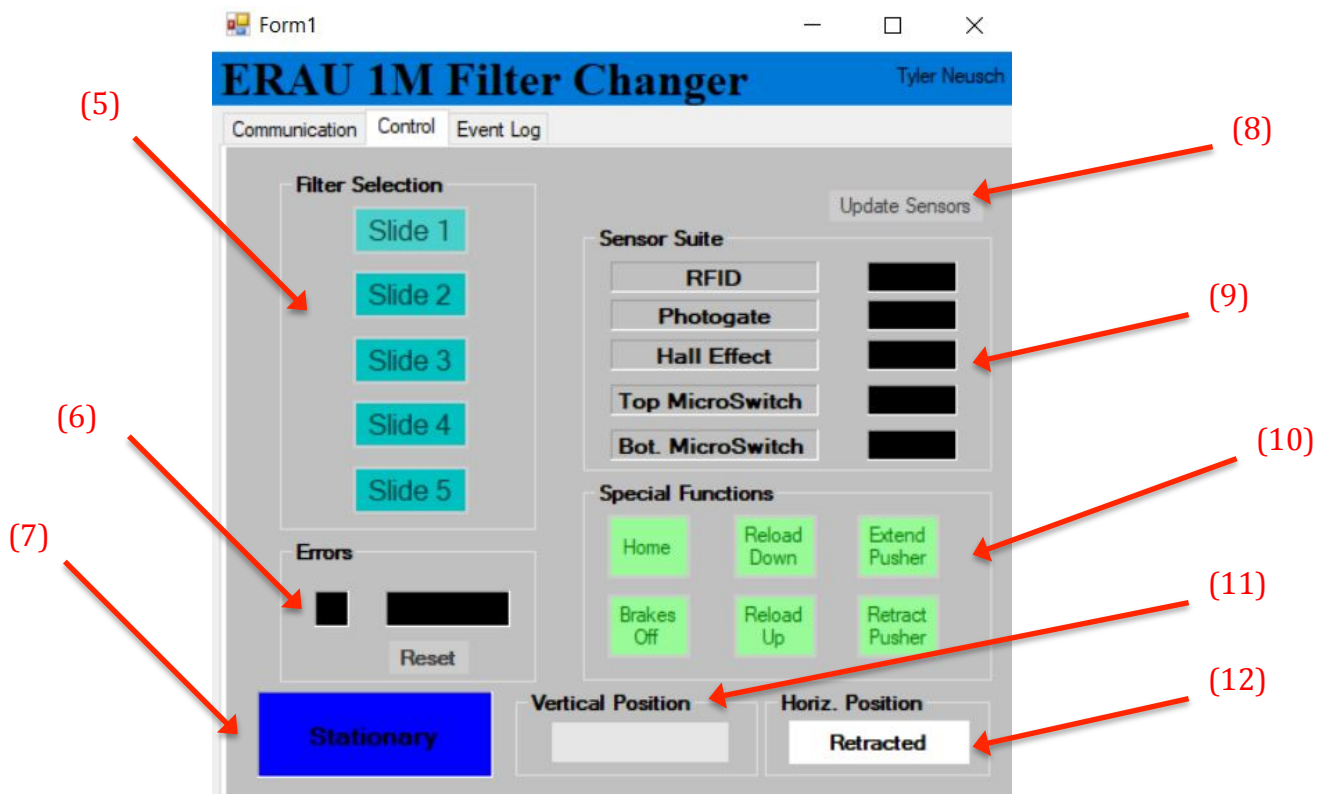 Form1
ERAU 1M Filter Changer
Tyler Neusch
Communication
Control
Event Log
(5)
(8)
Filter Selection
Slide 1
Slide 2
Slide 3
Slide 4
Slide 5
Update Sensors
Sensor Suite
RFID
Photogate
Hall Effect
Top MicroSwitch
Bot. MicroSwitch
(9)
(6)
(10)
Special Functions
Home
Reload
Down
Extend
Pusher
Brakes
Off
Reload
Up
Retract
Pusher
(7)
Errors
Reset
(11)
Stationary
Vertical Position
Horiz. Position
Retracted
(12)